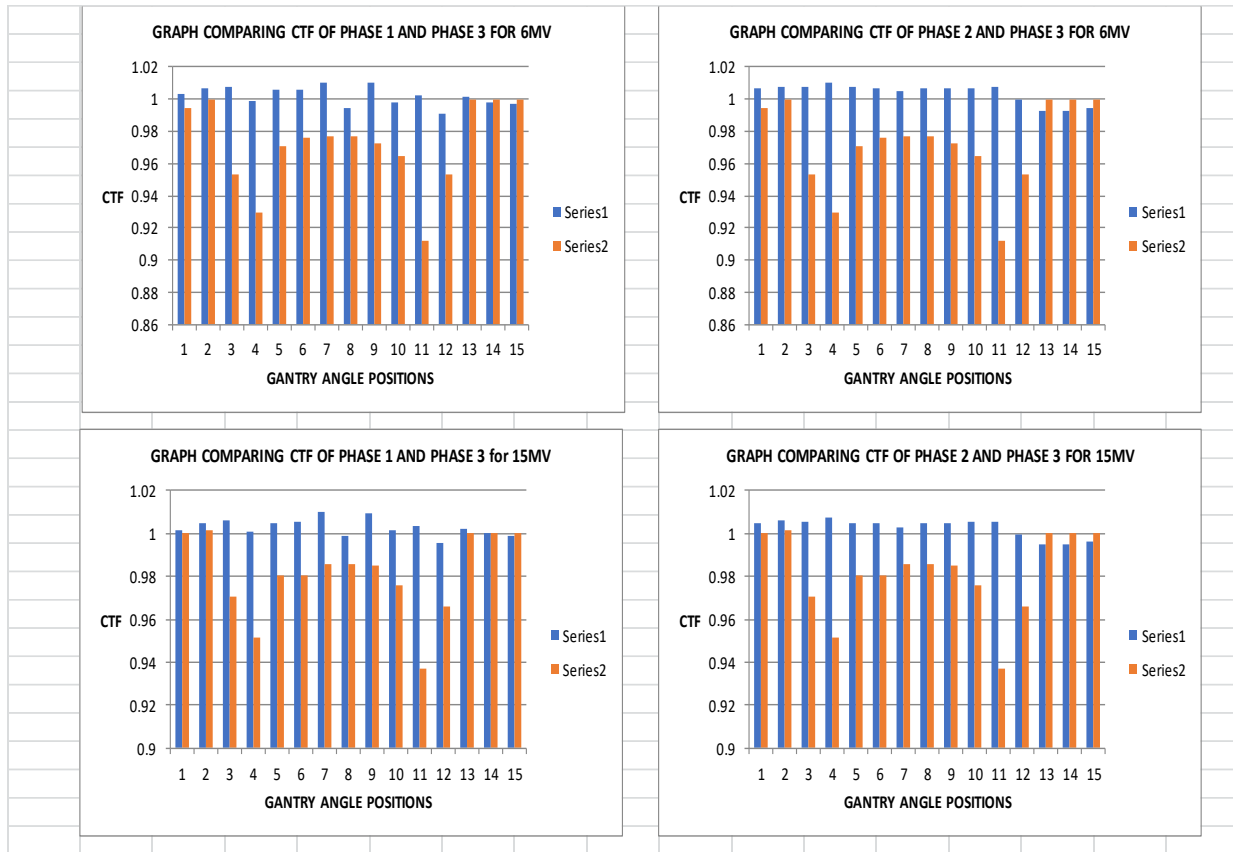 GRAPH COMPARING CTF OF PHASE 1 AND PHASE 3 FOR 6MV
1.02
1
0.98
0.96
0.94
CTF
0.92
0.9
0.88
0.86
Series1
Series2
1 2 3 4 5 6 7 8 9 10 11 12 13 14 15
GANTRY ANGLE POSITIONS
GRAPH COMPARING CTF OF PHASE 2 AND PHASE 3 FOR 6MV
1.02
1
0.98
0.96
0.94
CTF
0.92
0.9
0.88
0.86
Series1
Series2
1 2 3 4 5 6 7 8 9 10 11 12 13 14 15
GANTRY ANGLE POSITIONS
GRAPH COMPARING CTF OF PHASE 1 AND PHASE 3 for 15MV
1.02
1
0.98
0.96
CTF
0.94
0.92
0.9
Series1
Series2
1 2 3 4 5 6 7 8 9 10 11 12 13 14 15
GANTRY ANGLE POSITIONS
GRAPH COMPARING CTF OF PHASE 2 AND PHASE 3 FOR 15MV
1.02
1
0.98
0.96
CTF
0.94
0.92
0.9
Series1
Series2
1 2 3 4 5 6 7 8 9 10 11 12 13 14 15
GANTRY ANGLE POSITIONS